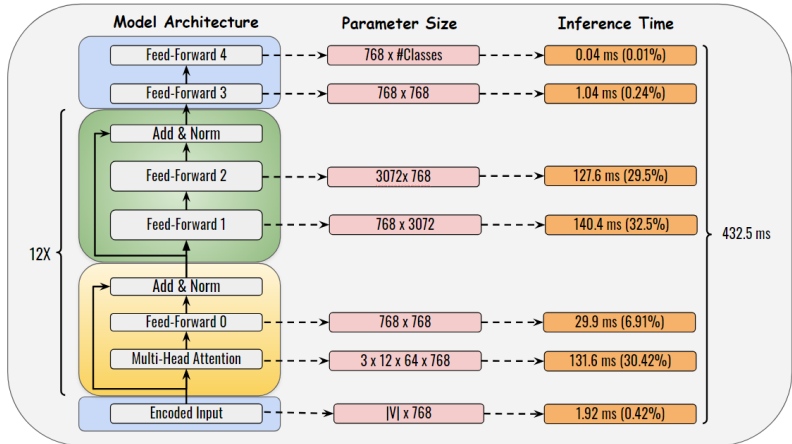 Model Architecture Parameter Size Inference Time
Feed-Forward 4 768 x #Classes 0.04 ms (0.01%)
Feed-Forward 3 768 x 768 1.04 ms (0.24%)
Add & Norm
Feed-Forward 2 3072x 768 127.6 ms (29.5%)
Feed-Forward 1 768 x 3072 140.4 ms (32.5%)
12X 432.5 ms
Add & Norm
Feed-Forward 0 768 x 768 29.9 ms (6.91%)
Multi-Head Attention 3 x 12 x 64 x 768 131.6 ms (30.42%)
Encoded Input |V| x 768 1.92 ms (0.42%)